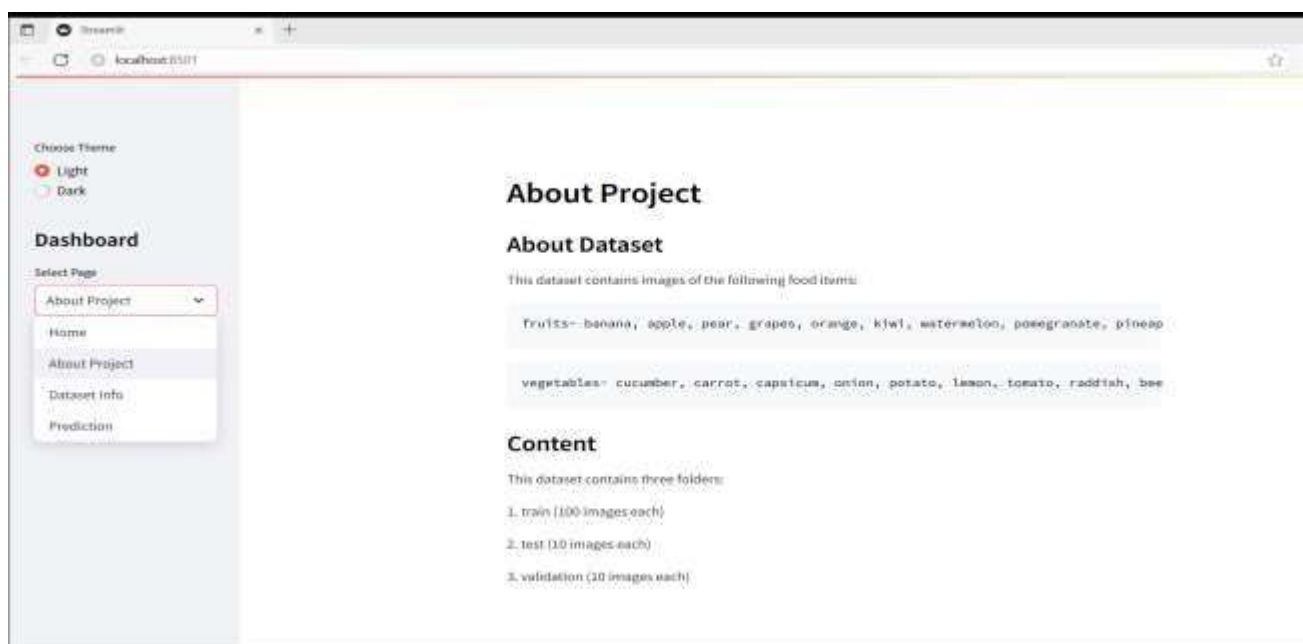 Streamlit
localhost:8501
Choose Theme
Light
Dark
Dashboard
Select Page
About Project
Home
About Project
Dataset Info
Prediction
About Project
About Dataset
This dataset contains images of the following food items:
fruits- banana, apple, pear, grapes, orange, kiwi, watermelon, pomegranate, pineap
vegetables- cucumber, carrot, capsicum, onion, potato, lemon, tomato, raddish, bee
Content
This dataset contains three folders:
1. train (100 images each)
2. test (10 images each)
3. validation (10 images each)